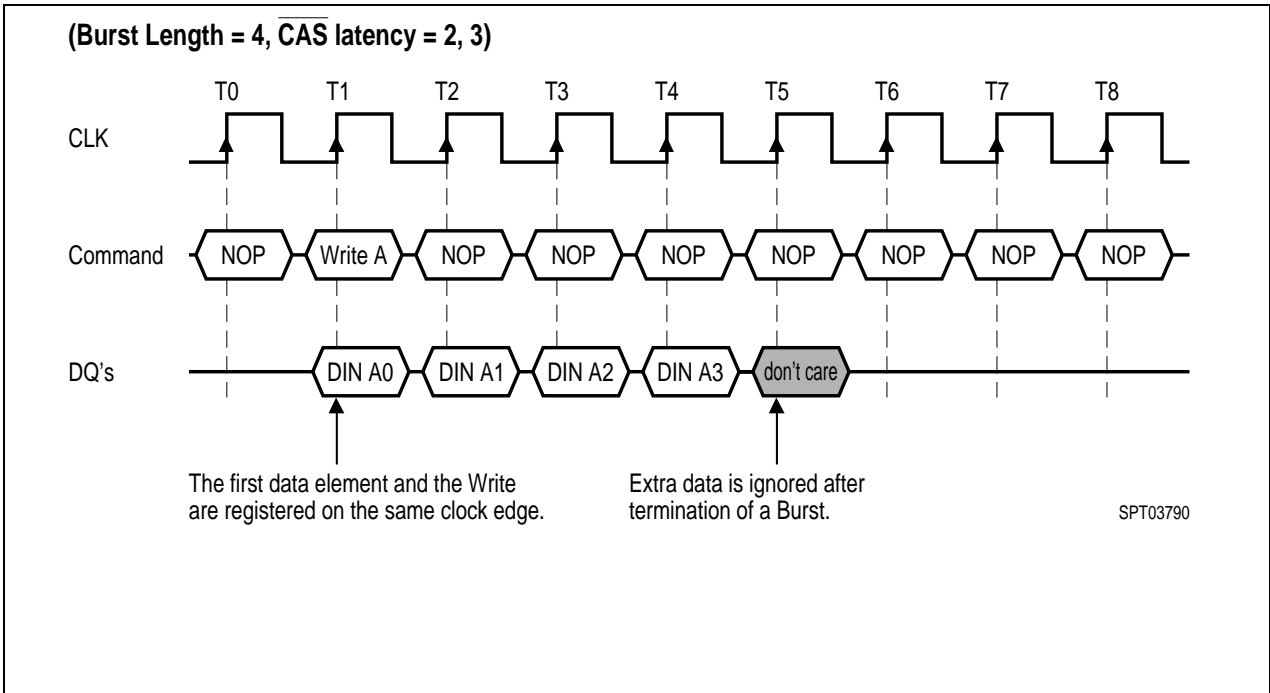 (Burst Length = 4, CAS latency = 2, 3)
T0 T1 T2 T3 T4 T5 T6 T7 T8
CLK
Command NOP Write A NOP NOP NOP NOP NOP NOP NOP
DQ's DIN A0 DIN A1 DIN A2 DIN A3 don't care
The first data element and the Write
are registered on the same clock edge.
Extra data is ignored after
termination of a Burst.
SPT03790